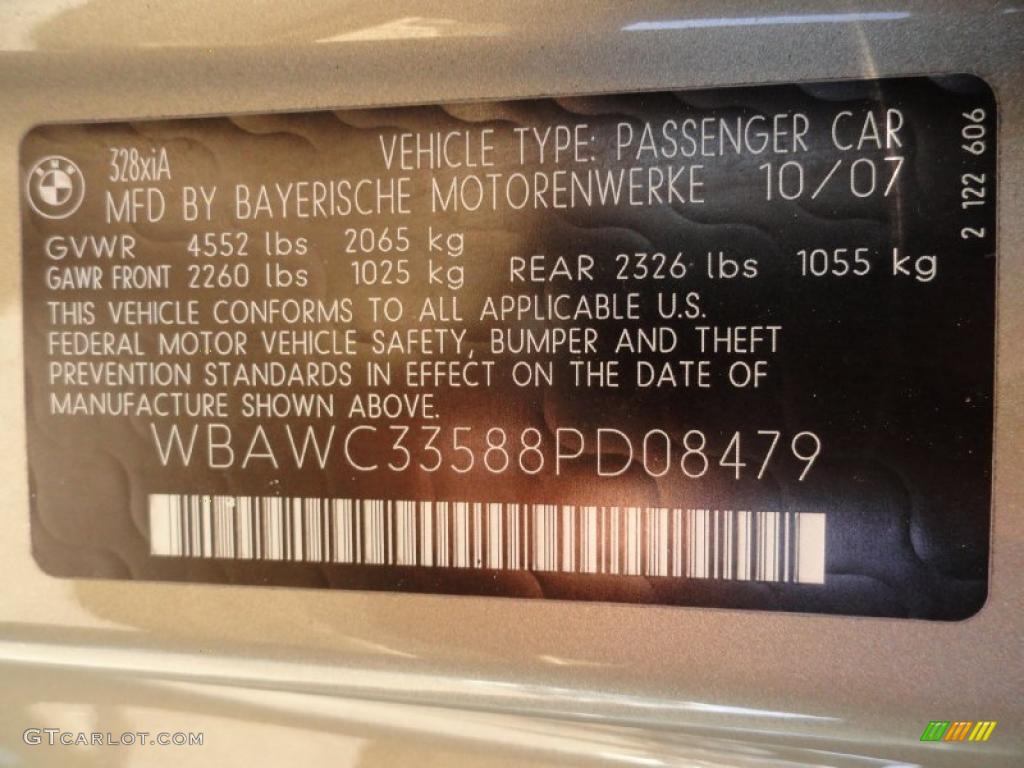 BMW
328xiA
VEHICLE TYPE: PASSENGER CAR
MFD BY BAYERISCHE MOTORENWERKE 10/07
GVWR 4552 lbs 2065 kg
GAWR FRONT 2260 lbs 1025 kg REAR 2326 lbs 1055 kg
THIS VEHICLE CONFORMS TO ALL APPLICABLE U.S.
FEDERAL MOTOR VEHICLE SAFETY, BUMPER AND THEFT
PREVENTION STANDARDS IN EFFECT ON THE DATE OF
MANUFACTURE SHOWN ABOVE.
WBAWC33588PD08479
2 122 606
GTCARLOT.COM